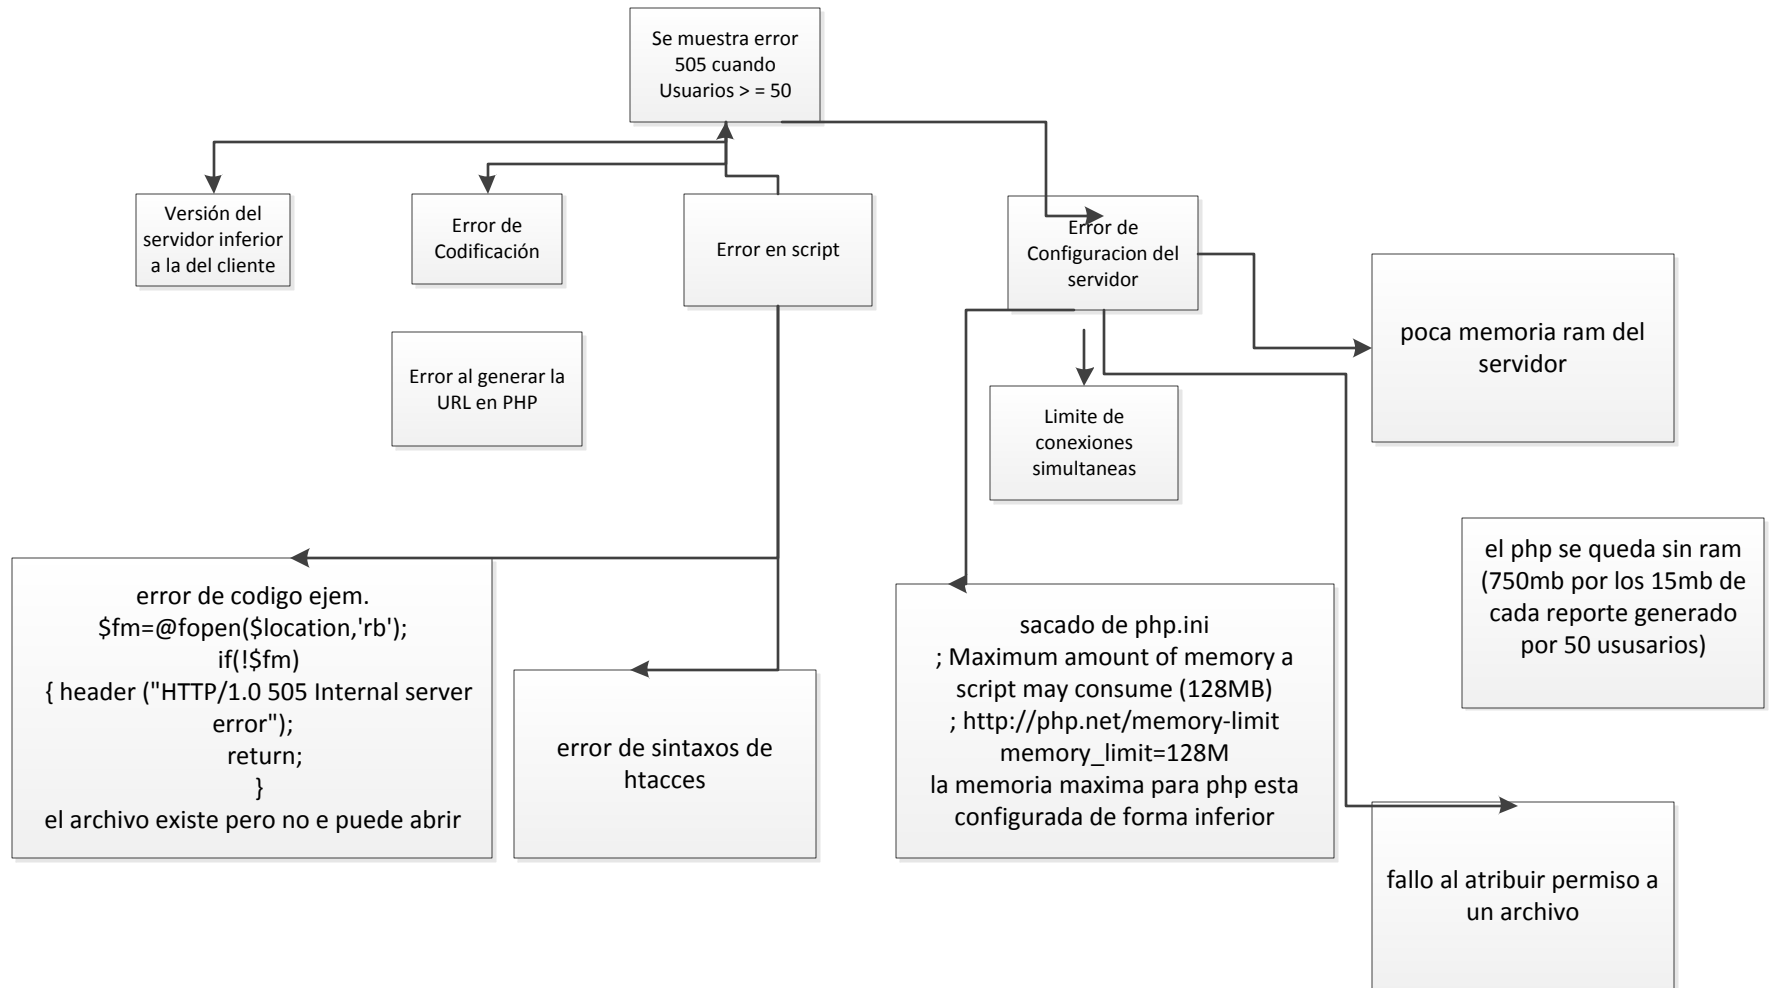 Se muestra error
505 cuando
Usuarios > = 50
Versión del
servidor inferior
a la del cliente
Error de
Codificación
Error en script
Error de
Configuracion del
servidor
poca memoria ram del
servidor
Error al generar la
URL en PHP
Limite de
conexiones
simultaneas
el php se queda sin ram
(750mb por los 15mb de
cada reporte generado
por 50 ususarios)
error de codigo ejem.
$fm=@fopen($location,'rb');
if(!$fm)
{ header ("HTTP/1.0 505 Internal server
error");
return;
}
el archivo existe pero no e puede abrir
error de sintaxos de
htacces
sacado de php.ini
; Maximum amount of memory a
script may consume (128MB)
; http://php.net/memory-limit
memory_limit=128M
la memoria maxima para php esta
configurada de forma inferior
fallo al atribuir permiso a
un archivo